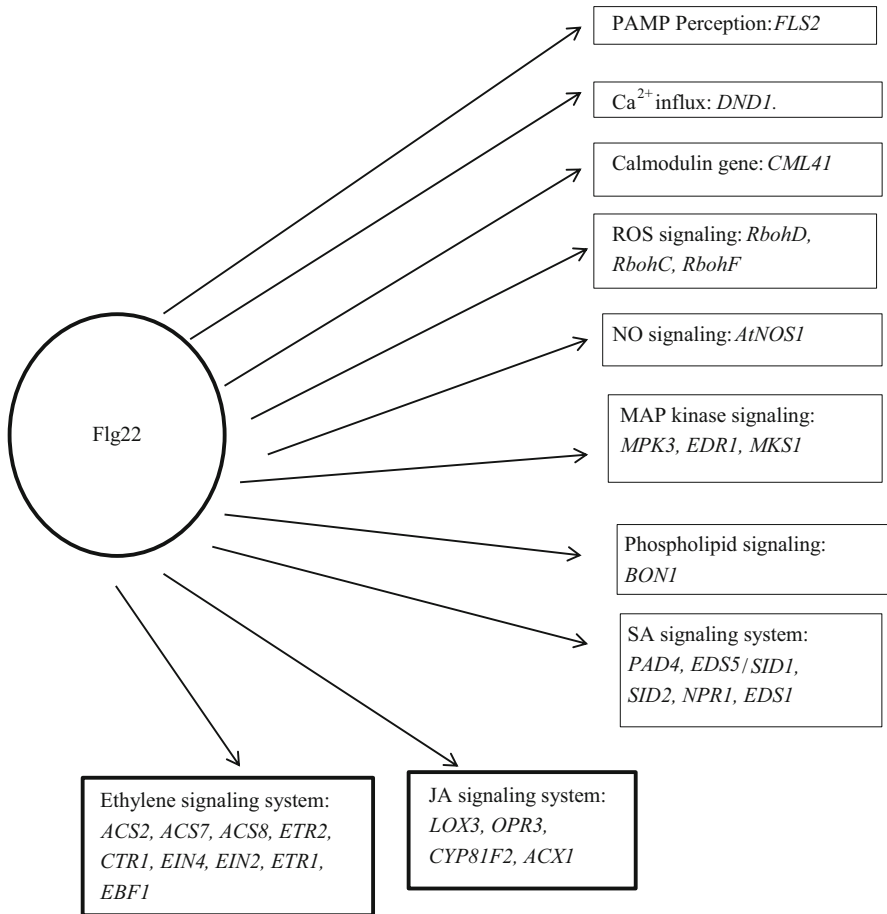 PAMP Perception: FLS2
Ca2+ influx: DND1.
Calmodulin gene: CML41
ROS signaling: RbohD,
RbohC, RbohF
NO signaling: AtNOS1
MAP kinase signaling:
MPK3, EDR1, MKS1
Flg22
Phospholipid signaling:
BON1
SA signaling system:
PAD4, EDS5/SID1,
SID2, NPR1, EDS1
Ethylene signaling system:
ACS2, ACS7, ACS8, ETR2,
CTR1, EIN4, EIN2, ETR1,
EBF1
JA signaling system:
LOX3, OPR3,
CYP81F2, ACX1